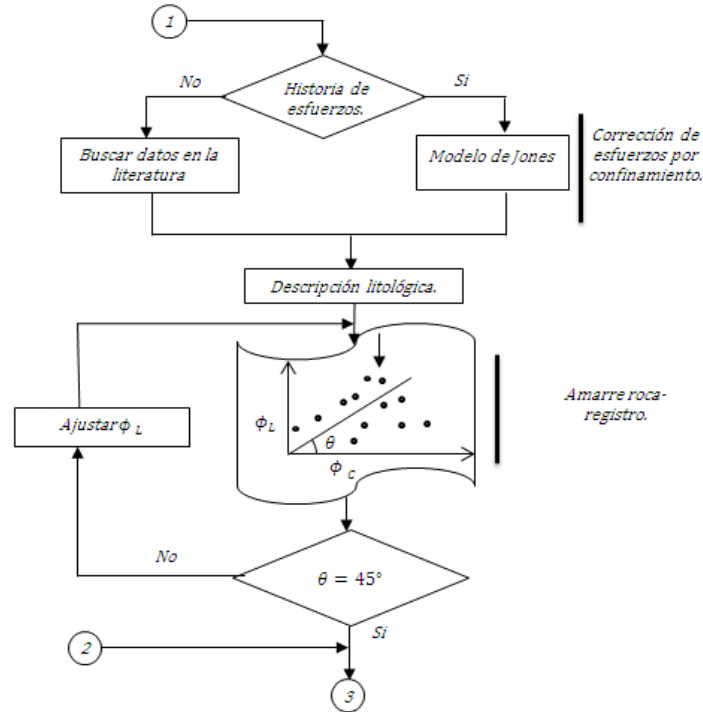 1
Historia de
esfuerzos.
No
Si
Buscar datos en la
literatura
Modelo de Jones
Corrección de
esfuerzos por
confinamiento.
Descripción litológica.
Ajustar ϕ L
ϕL
θ
ϕ C
Amarre roca-
registro.
θ = 45°
No
Si
2
3